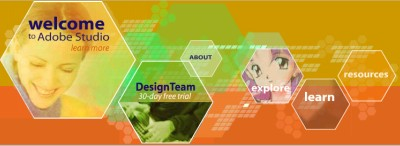 welcome
to Adobe Studio
learn more
ABOUT
DesignTeam
30-day free trial
explore
learn
resources